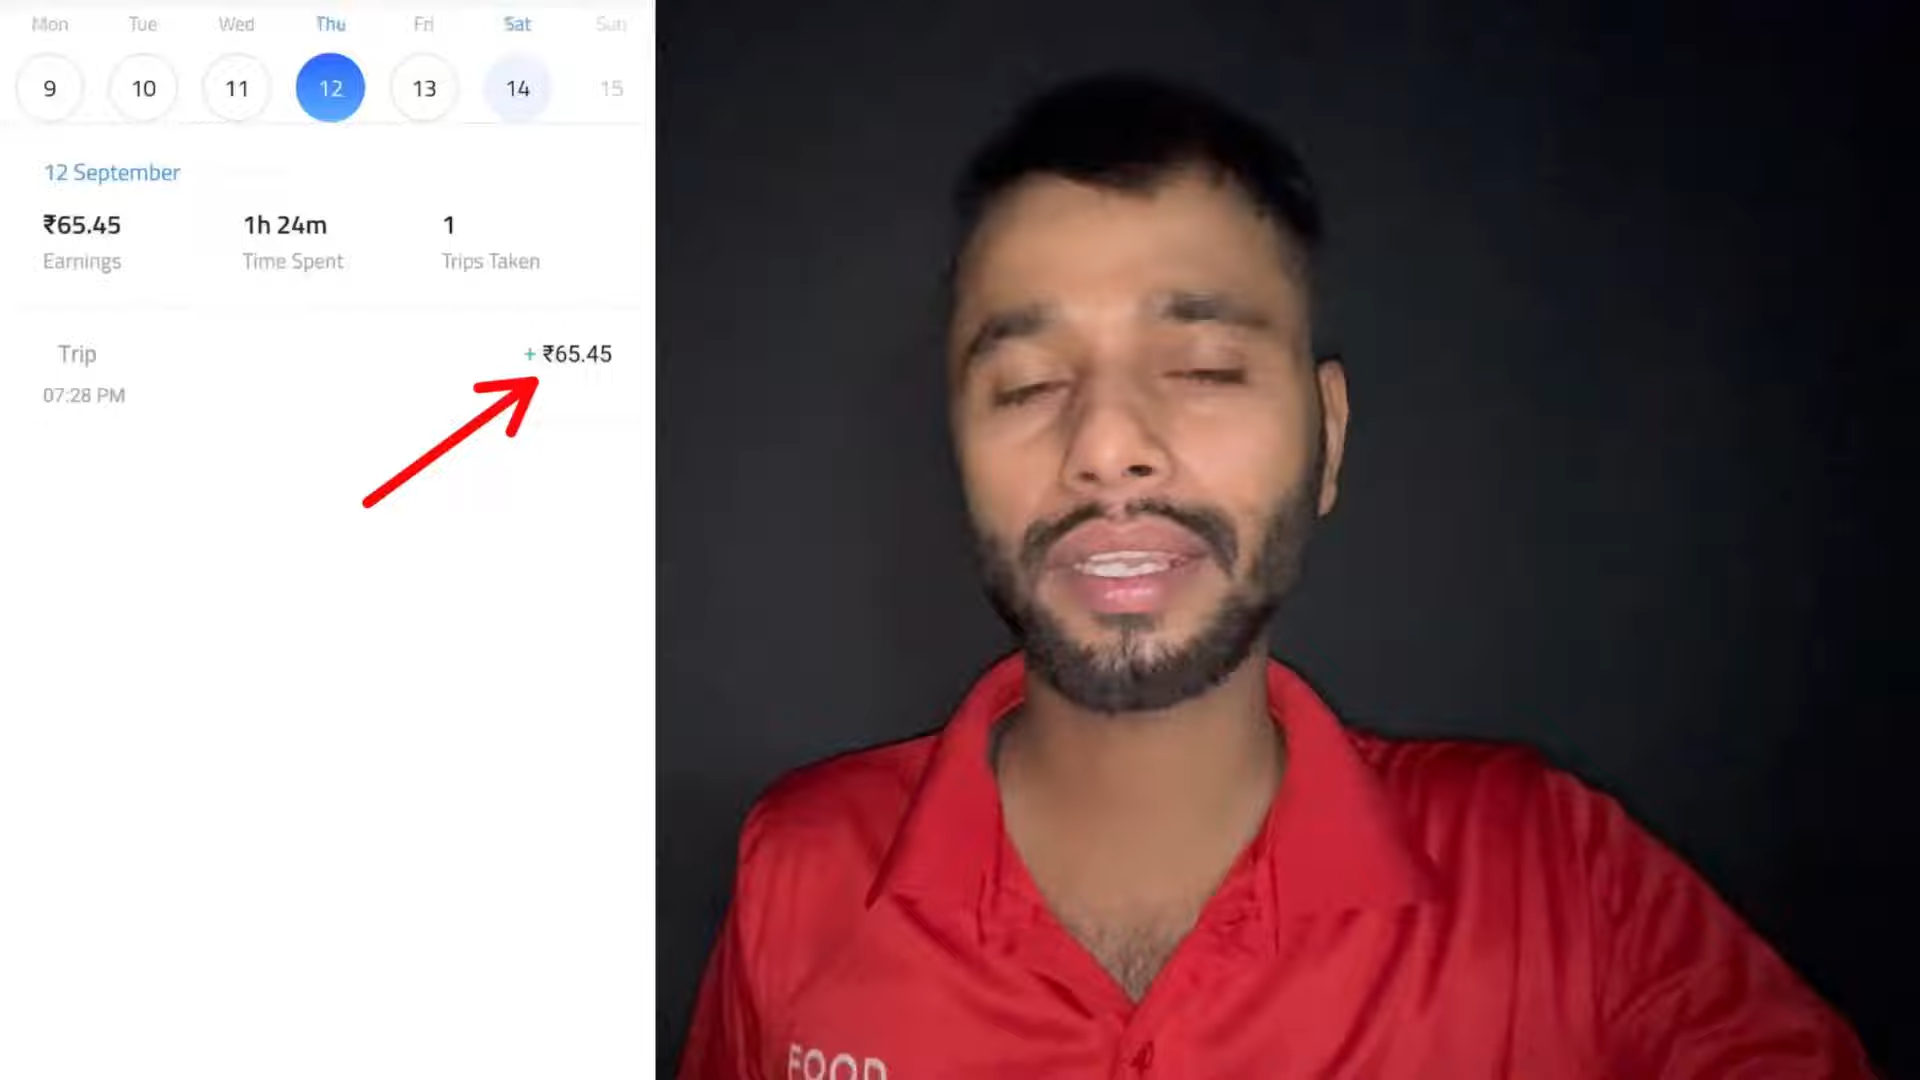 Mon Tue Wed Thu Fri Sat Sun
9 10 11 12 13 14 15
12 September
₹65.45 1h 24m 1
Earnings Time Spent Trips Taken
Trip + ₹65.45
07:28 PM
FOOD